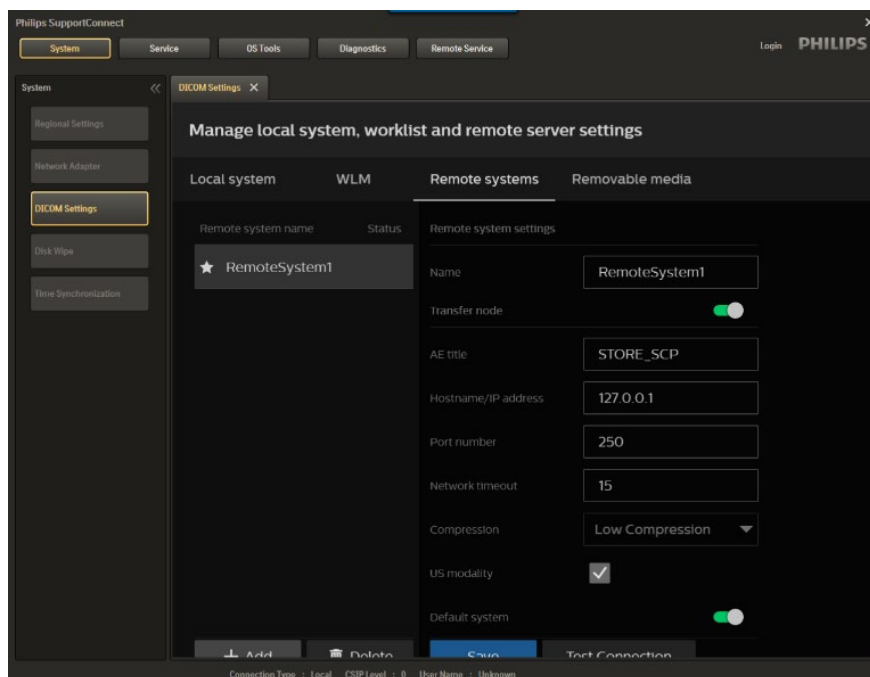 Philips SupportConnect
System Service OS Tools Diagnostics Remote Service Login PHILIPS
System
DICOM Settings
Regional Settings
Network Adapter
DICOM Settings
Disk Wipe
Time Synchronization
Manage local system, worklist and remote server settings
Local system WLM Remote systems Removable media
Remote system name Status
RemoteSystem1
Remote system settings
Name RemoteSystem1
Transfer node
AE title STORE_SCP
Hostname/IP address 127.0.0.1
Port number 250
Network timeout 15
Compression Low Compression
US modality
Default system
Add Delete Save Test Connection
Connection Type : Local CSIP Level : 0 User Name : Unknown